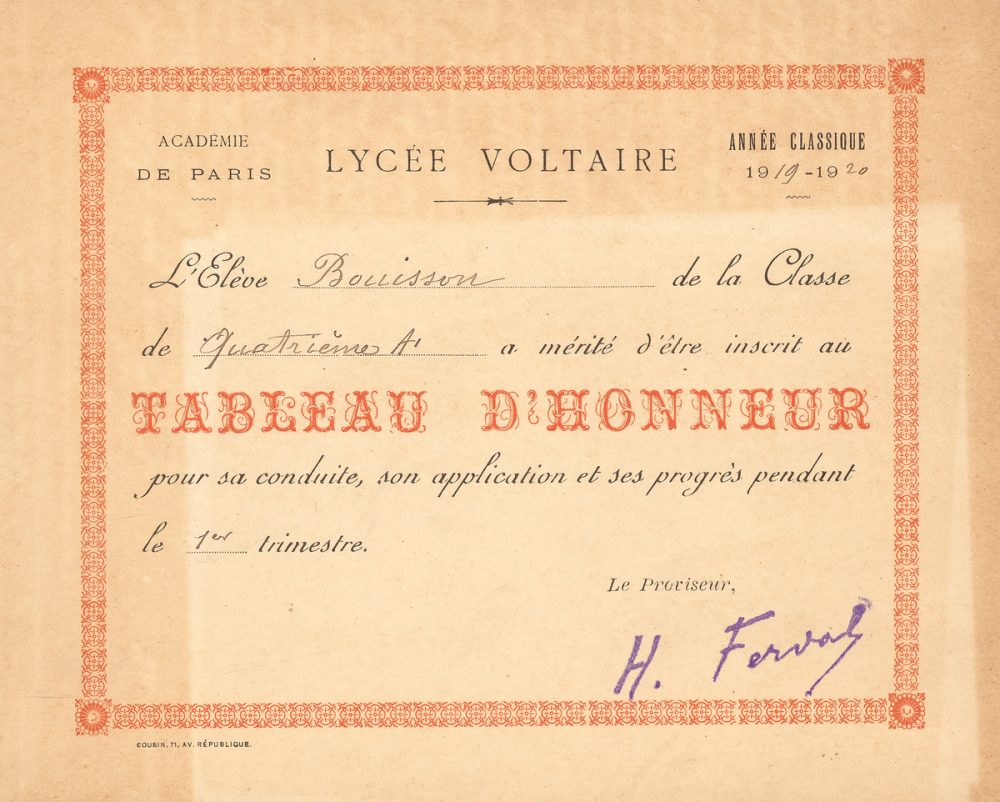 ACADÉMIE
DE PARIS
LYCÉE VOLTAIRE
ANNÉE CLASSIQUE
1919-1920
L'Elève Bouisson de la Classe
de Quatrième A' a mérité d'être inscrit au
TABLEAU D'HONNEUR
pour sa conduite, son application et ses progrès pendant
le 1er trimestre.
Le Proviseur,
H. Ferval
COUSIN, 71, AV. RÉPUBLIQUE.